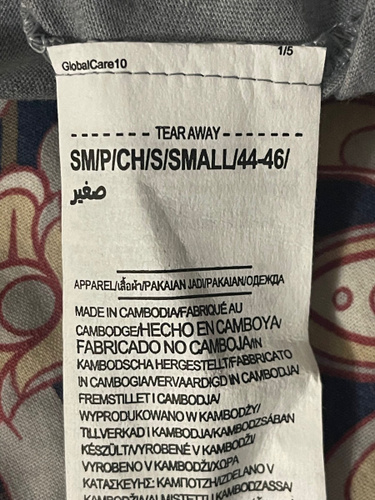 GlobalCare10 1/5
TEAR AWAY
SM/P/CH/S/SMALL/44-46/
صغير
APPAREL/เสื้อผ้า/PAKAIAN JADI/PAKAIAN/ОДЕЖДА
MADE IN CAMBODIA/FABRIQUÉ AU
CAMBODGE/HECHO EN CAMBOYA/
FABRICADO NO CAMBOJA/IN
KAMBODSCHA HERGESTELLT/FABBRICATO
IN CAMBOGIA/VERVAARDIGD IN CAMBODJA/
FREMSTILLET I CAMBODJA/
WYPRODUKOWANO W KAMBODŻY/
TILLVERKAD I KAMBODJA/KAMBODZSÁBAN
KÉSZÜLT/VYROBENÉ V KAMBODŽI/
VYROBENO V KAMBODŽI/ΧΩΡΑ
ΚΑΤΑΣΚΕΥΗΣ: ΚΑΜΠΟΤΖΗ/IZDELANO V
KAMBODŽI/VALMISTETTU KAMBODZASSA/